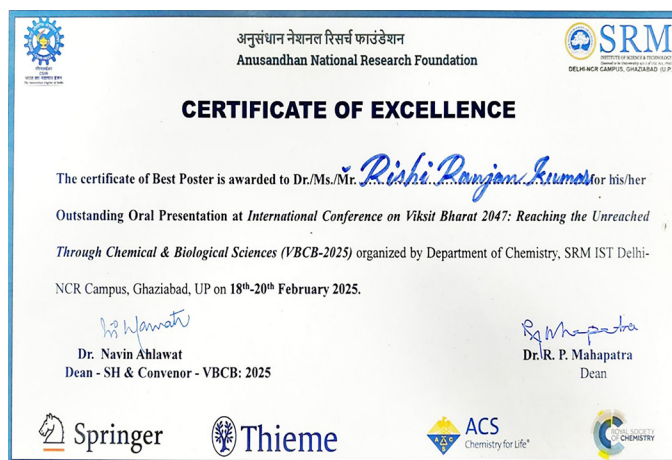 अनुसंधान नेशनल रिसर्च फाउंडेशन
Anusandhan National Research Foundation
SRM
INSTITUTE OF SCIENCE & TECHNOLOGY
DELHI-NCR CAMPUS, GHAZIABAD (U.P.)
CERTIFICATE OF EXCELLENCE
The certificate of Best Poster is awarded to Dr./Ms./Mr. Rishi Ranjan Kumar for his/her
Outstanding Oral Presentation at International Conference on Viksit Bharat 2047: Reaching the Unreached
Through Chemical & Biological Sciences (VBCB-2025) organized by Department of Chemistry, SRM IST Delhi-
NCR Campus, Ghaziabad, UP on 18th-20th February 2025.
Dr. Navin Ahlawat
Dean - SH & Convenor - VBCB: 2025
Dr. R. P. Mahapatra
Dean
Springer
Thieme
ACS
Chemistry for Life®
ROYAL SOCIETY
OF CHEMISTRY